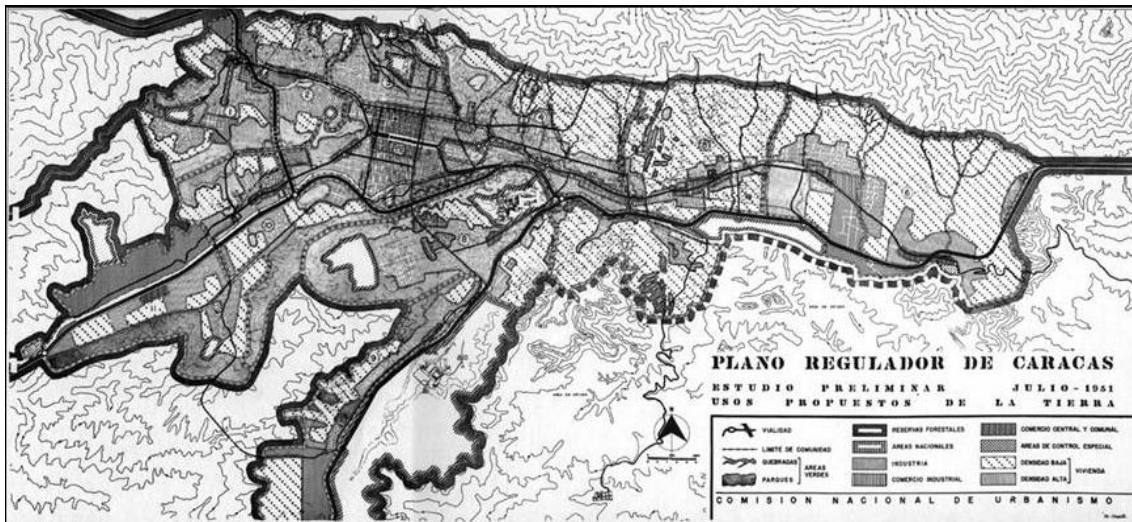 PLANO REGULADOR DE CARACAS
ESTUDIO PRELIMINAR JULIO-1951
USOS PROPUESTOS DE LA TIERRA
VIALIDAD
LIMITE DE COMUNIDAD
QUEBRADAS
PARQUES
AREAS VERDES
RESERVAS FORESTALES
AREAS NACIONALES
INDUSTRIA
COMERCIO INDUSTRIAL
COMERCIO CENTRAL Y COMUNAL
AREAS DE CONTROL ESPECIAL
DENSIDAD BAJA
DENSIDAD ALTA
VIVIENDA
COMISION NACIONAL DE URBANISMO